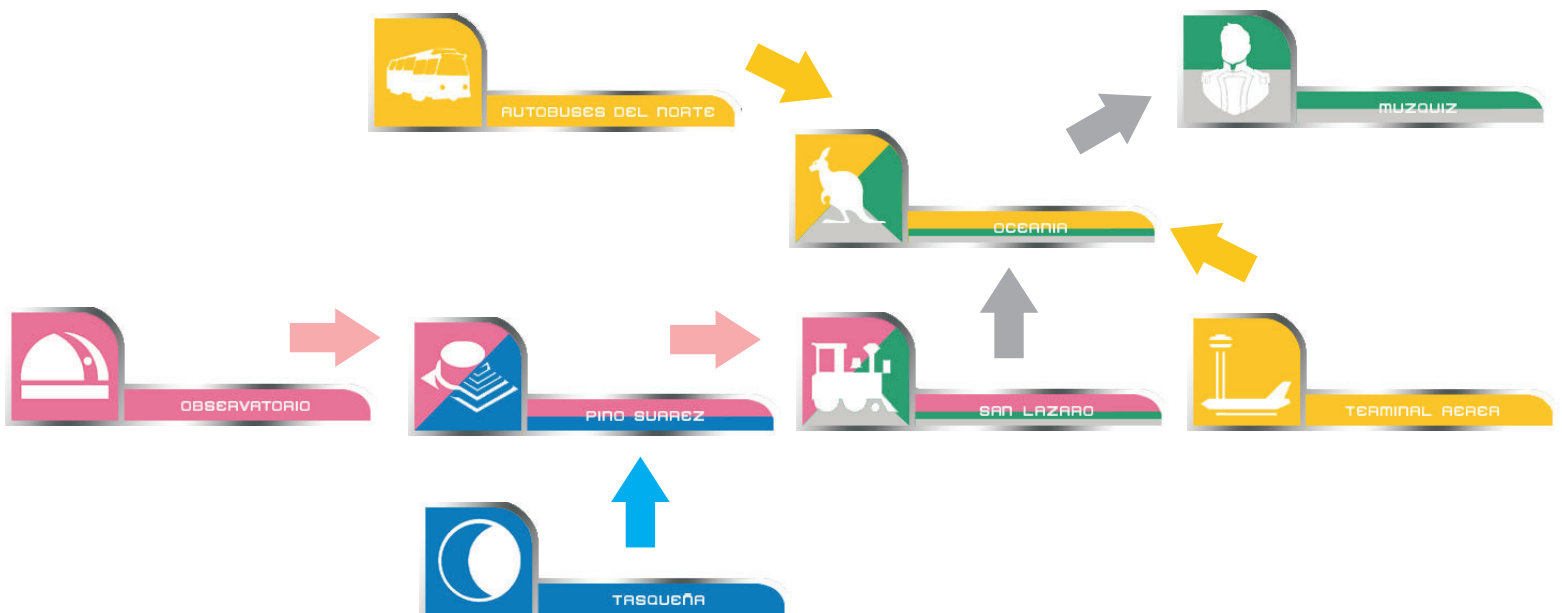 AUTOBUSES DEL NORTE
MUZQUIZ
OCEANIA
OBSERVATORIO
PINO SUAREZ
SAN LAZARO
TERMINAL AEREA
TASQUEÑA